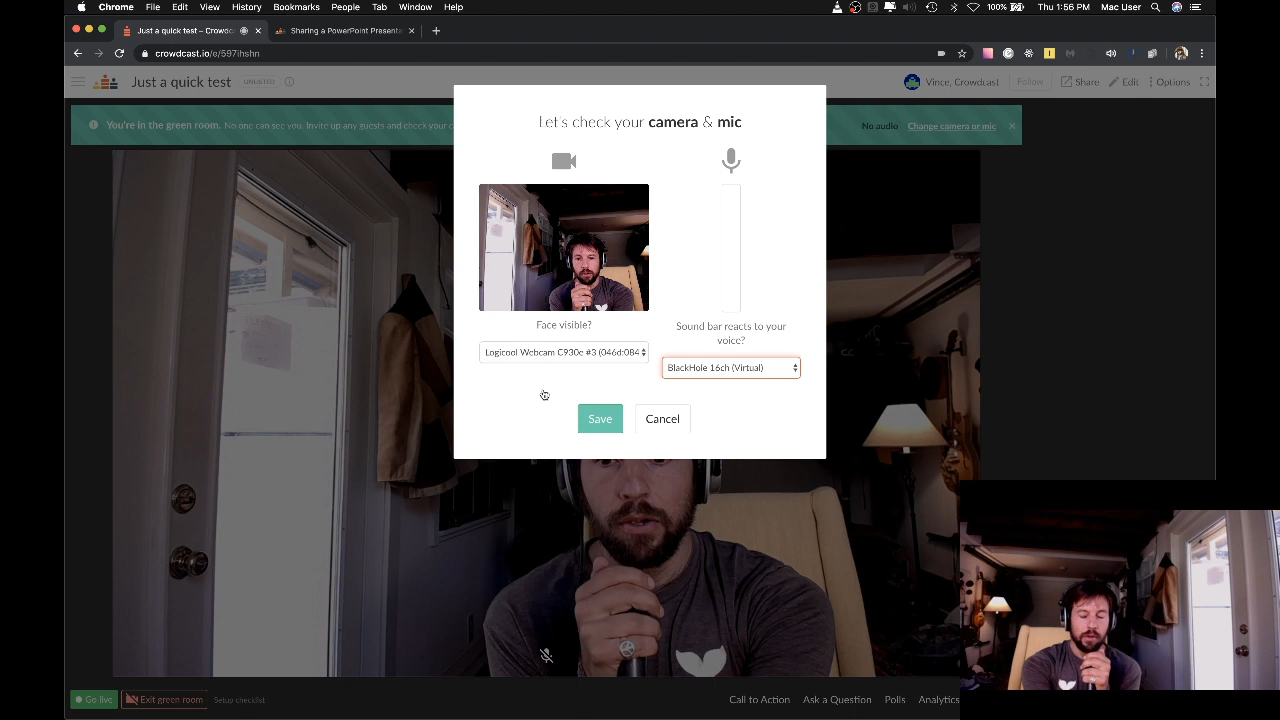 Chrome File Edit View History Bookmarks People Tab Window Help
100% Thu 1:56 PM Mac User
Just a quick test – Crowdc
Sharing a PowerPoint Presenta
crowdcast.io/e/597ihshn
Just a quick test UNLISTED
Vince, Crowdcast Follow Share Edit Options
You're in the green room. No one can see you. Invite up any guests and check your
No audio Change camera or mic
Let's check your camera & mic
Face visible?
Logicool Webcam C930e #3 (046d:084
Sound bar reacts to your
voice?
BlackHole 16ch (Virtual)
Save Cancel
Go live Exit green room Setup checklist
Call to Action Ask a Question Polls Analytics